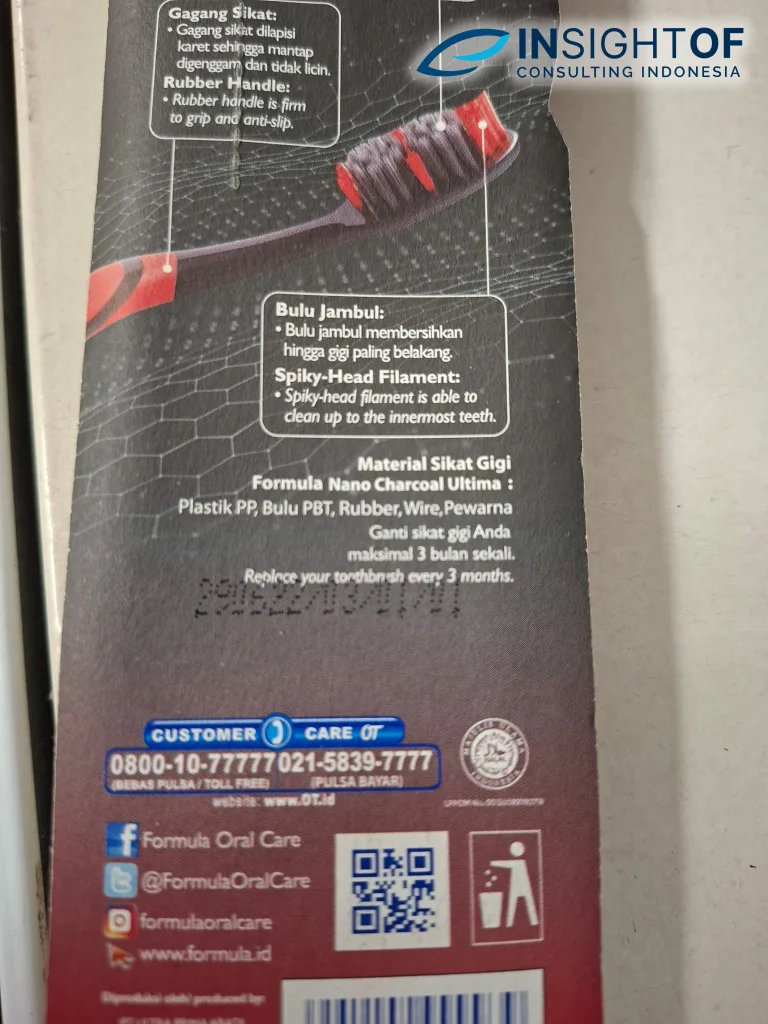 INSIGHTOF
CONSULTING INDONESIA
Gagang Sikat:
• Gagang sikat dilapisi
karet sehingga mantap
digenggam dan tidak licin.
Rubber Handle:
• Rubber handle is firm
to grip and anti-slip.
Bulu Jambul:
• Bulu jambul membersihkan
hingga gigi paling belakang.
Spiky-Head Filament:
• Spiky-head filament is able to
clean up to the innermost teeth.
Material Sikat Gigi
Formula Nano Charcoal Ultima :
Plastik PP, Bulu PBT, Rubber, Wire, Pewarna
Ganti sikat gigi Anda
maksimal 3 bulan sekali.
Replace your toothbrush every 3 months.
CUSTOMER CARE OT
0800-10-77777 021-5839-7777
(BEBAS PULSA / TOLL FREE) (PULSA BAYAR)
website: www.OT.id
MAJELIS ULAMA
INDONESIA
Formula Oral Care
@FormulaOralCare
formulaoralcare
www.formula.id
Diproduksi oleh/ produced by: